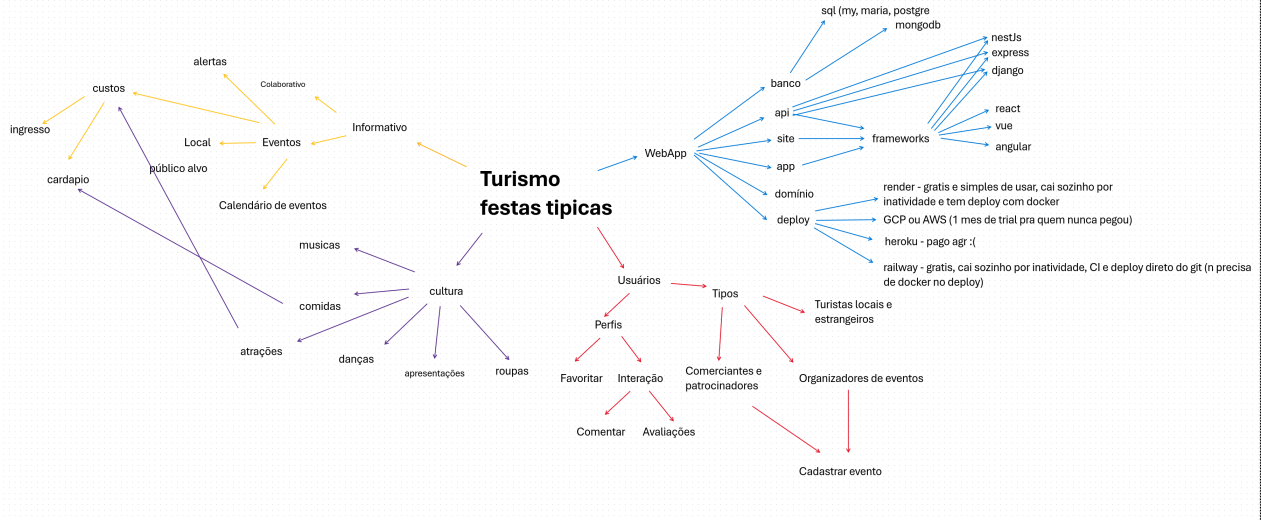 sql (my, maria, postgre
mongodb
nestJs
express
django
alertas
Colaborativo
custos
banco
react
api
vue
ingresso
Local
Eventos
Informativo
site
frameworks
angular
WebApp
público alvo
app
cardapio
Turismo
festas tipicas
domínio
render - gratis e simples de usar, cai sozinho por
inatividade e tem deploy com docker
Calendário de eventos
deploy
GCP ou AWS (1 mes de trial pra quem nunca pegou)
heroku - pago agr :(
musicas
railway - gratis, cai sozinho por inatividade, CI e deploy direto do git (n precisa
de docker no deploy)
Usuários
cultura
Tipos
comidas
Turistas locais e
estrangeiros
Perfis
atrações
danças
apresentações
roupas
Favoritar
Interação
Comerciantes e
patrocinadores
Organizadores de eventos
Comentar
Avaliações
Cadastrar evento